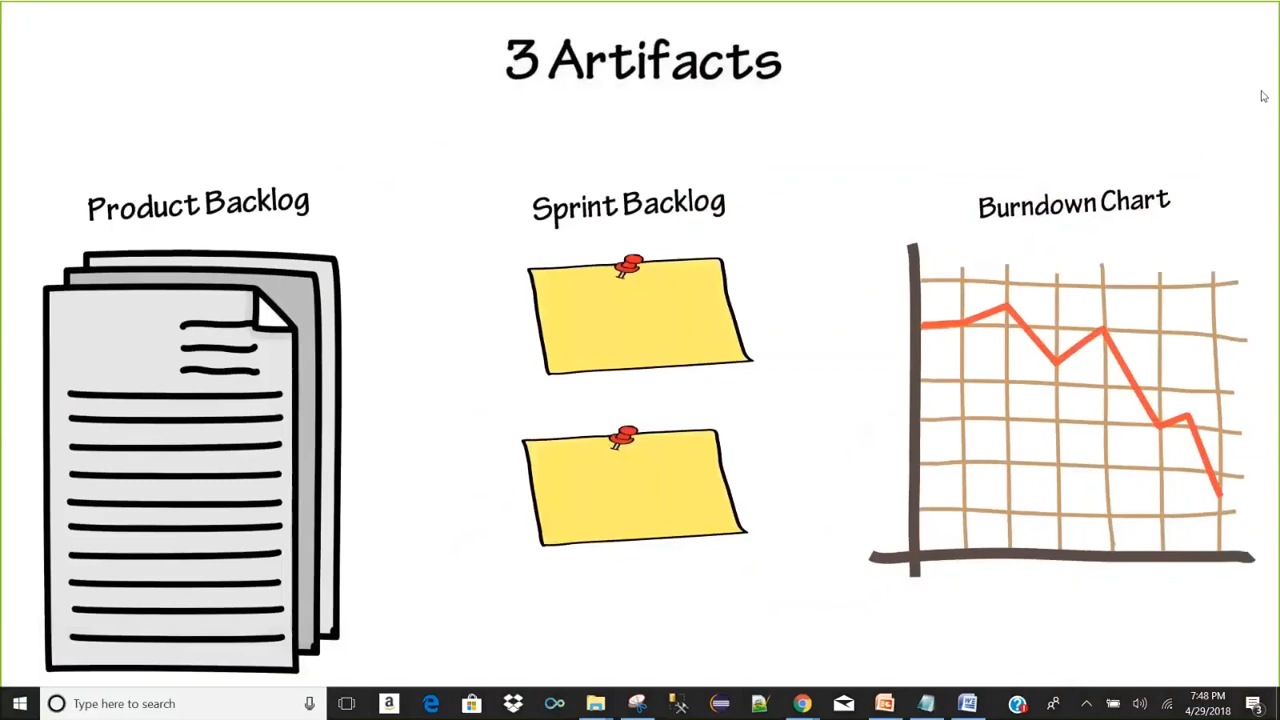 3 Artifacts
Product Backlog
Sprint Backlog
Burndown Chart
Type here to search
7:48 PM
4/29/2018